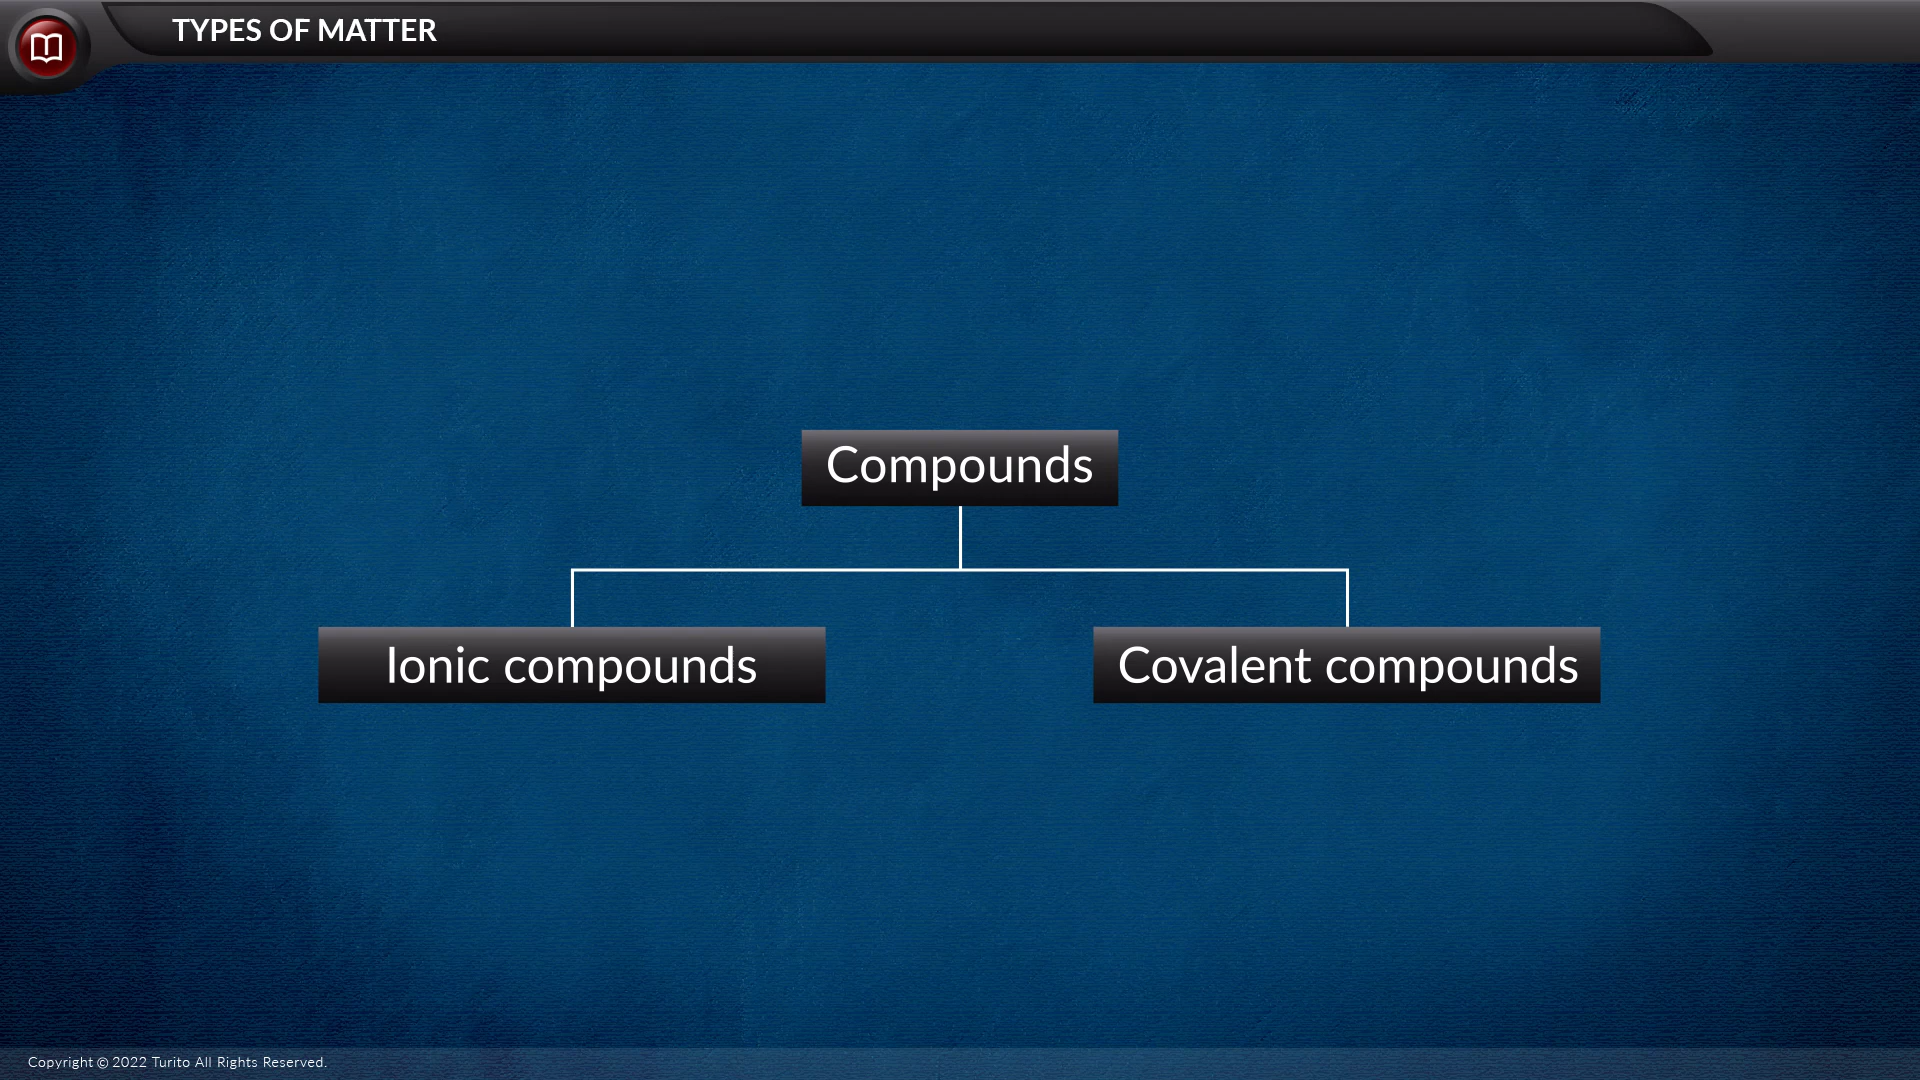 TYPES OF MATTER
Compounds
Ionic compounds
Covalent compounds
Copyright © 2022 Turito All Rights Reserved.